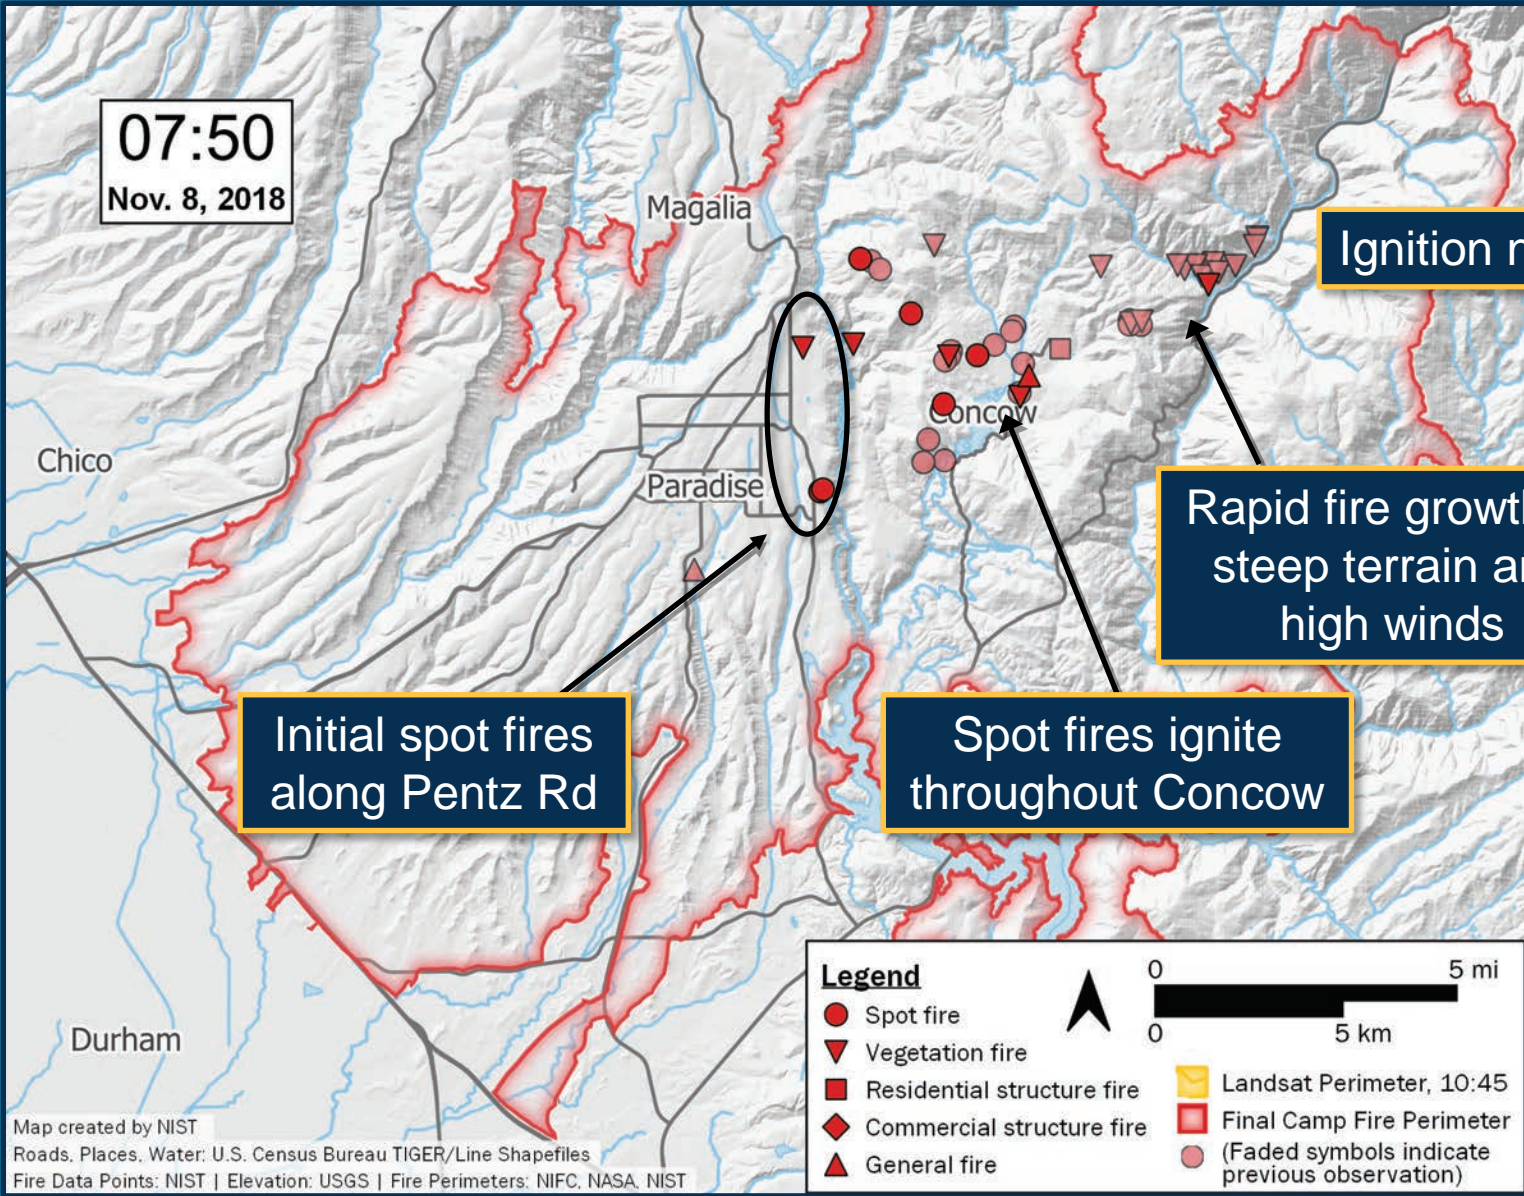 07:50
Nov. 8, 2018
Magalia
Ignition
Concow
Chico
Paradise
Rapid fire growth
steep terrain
high winds
Initial spot fires
along Pentz Rd
Spot fires ignite
throughout Concow
Durham
Legend
Spot fire
Vegetation fire
Residential structure fire
Commercial structure fire
General fire
0 5 mi
0 5 km
Landsat Perimeter, 10:45
Final Camp Fire Perimeter
(Faded symbols indicate
previous observation)
Map created by NIST
Roads, Places, Water: U.S. Census Bureau TIGER/Line Shapefiles
Fire Data Points: NIST | Elevation: USGS | Fire Perimeters: NIFC, NASA, NIST